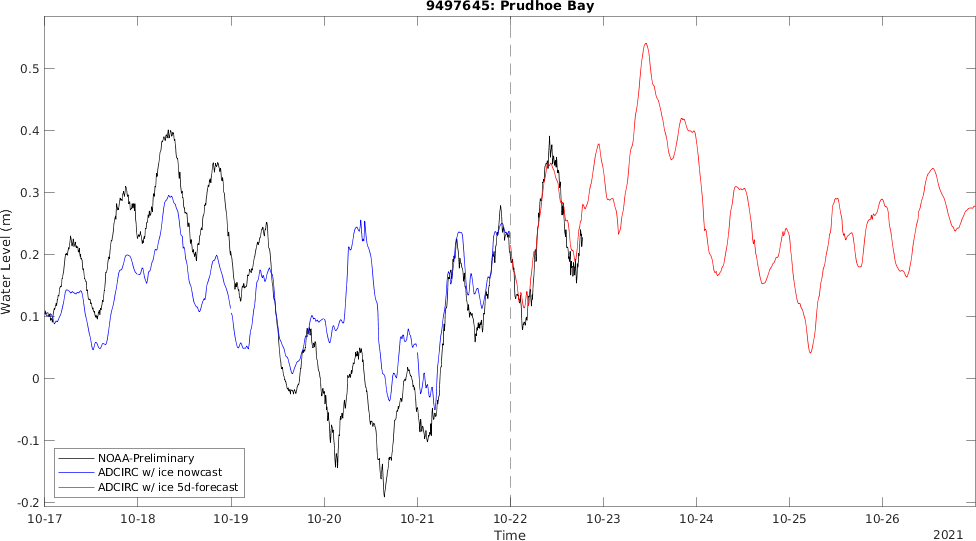 9497645: Prudhoe Bay
Water Level (m)
0.5
0.4
0.3
0.2
0.1
0
-0.1
-0.2
NOAA-Preliminary
ADCIRC w/ ice nowcast
ADCIRC w/ ice 5d-forecast
10-17 10-18 10-19 10-20 10-21 10-22 10-23 10-24 10-25 10-26
Time
2021